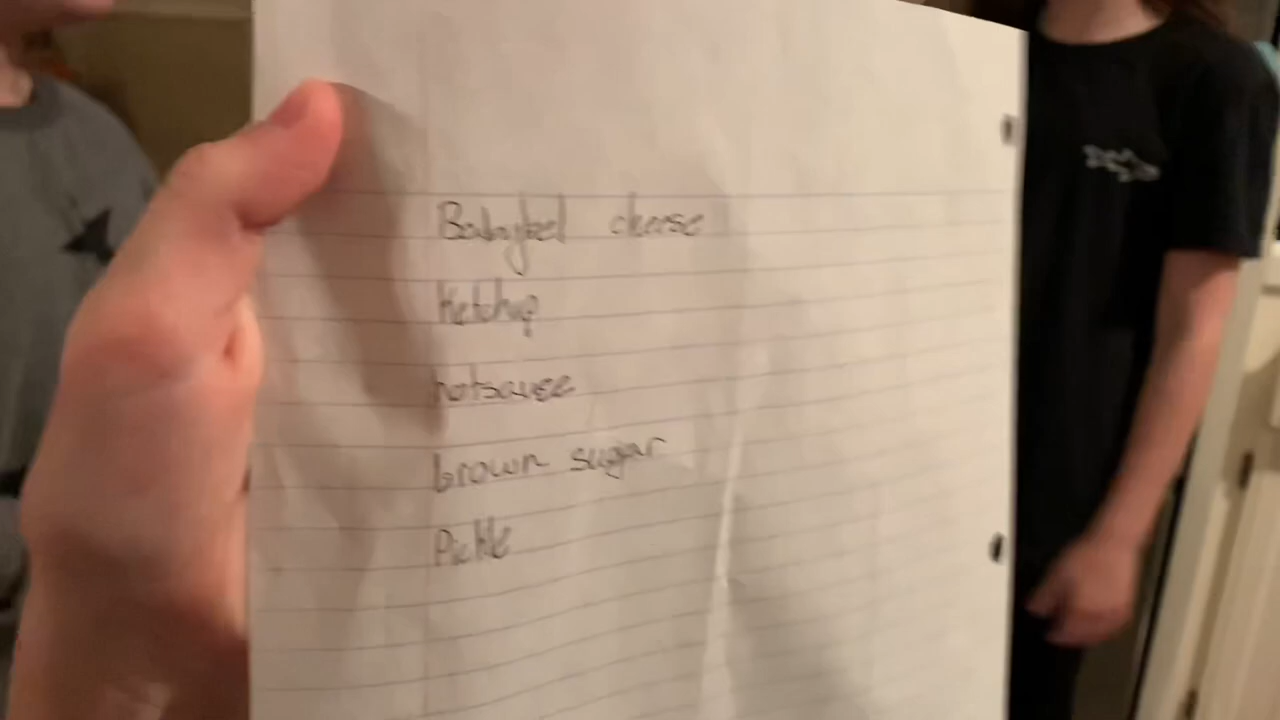 Babybel cheese
Ketchup
hotsauce
brown sugar
Pickle